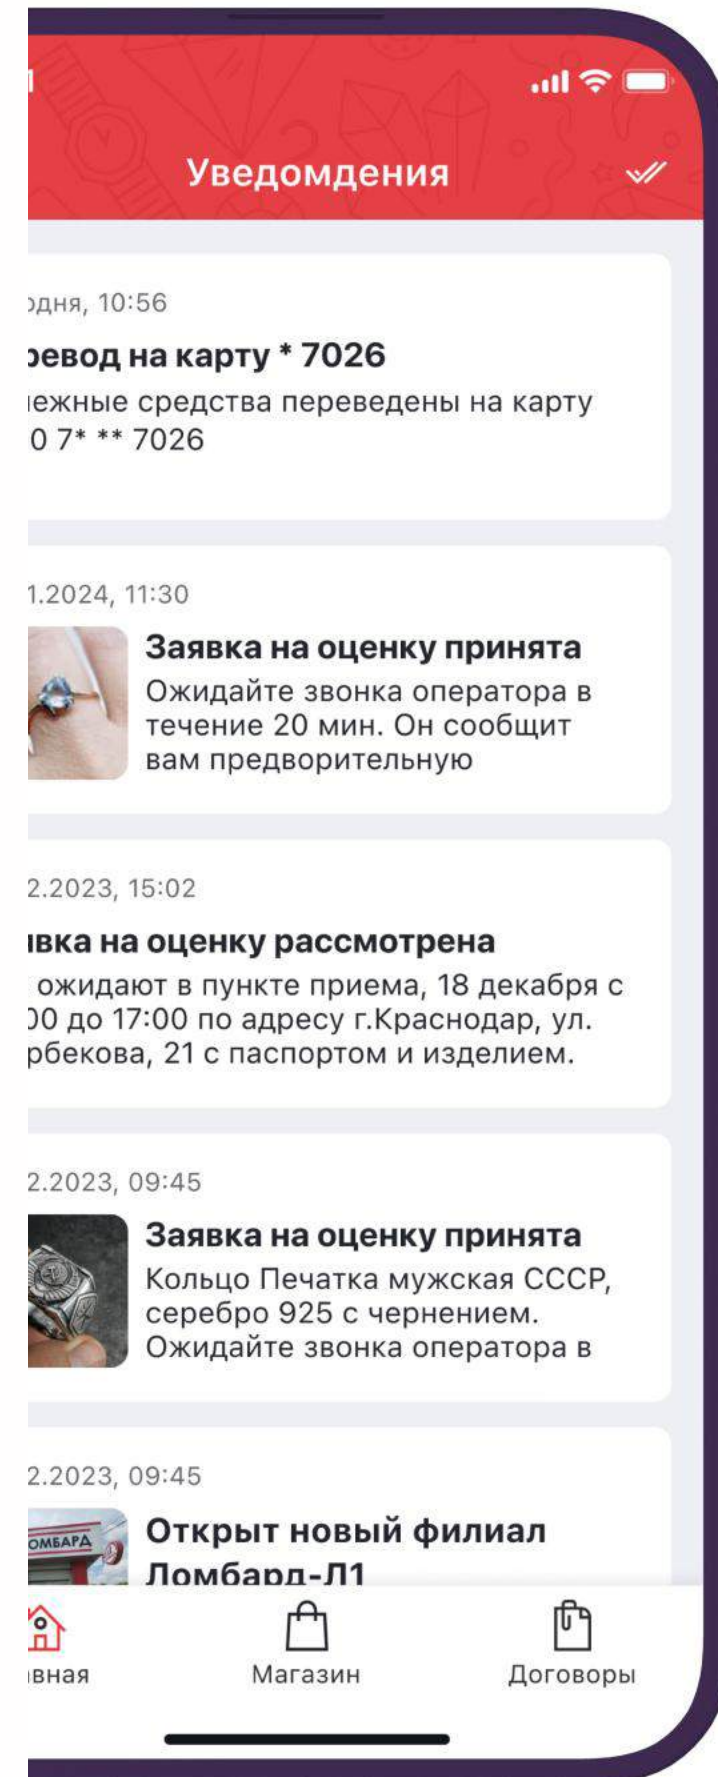 Уведомдения
одня, 10:56
ревод на карту * 7026
ежные средства переведены на карту
0 7* ** 7026
1.2024, 11:30
Заявка на оценку принята
Ожидайте звонка оператора в
течение 20 мин. Он сообщит
вам предворительную
2.2023, 15:02
вка на оценку рассмотрена
ожидают в пункте приема, 18 декабря с
00 до 17:00 по адресу г.Краснодар, ул.
рбекова, 21 с паспортом и изделием.
2.2023, 09:45
Заявка на оценку принята
Кольцо Печатка мужская СССР,
серебро 925 с чернением.
Ожидайте звонка оператора в
2.2023, 09:45
ОМБАРД
Открыт новый филиал
Ломбард-Л1
авная
Магазин
Договоры